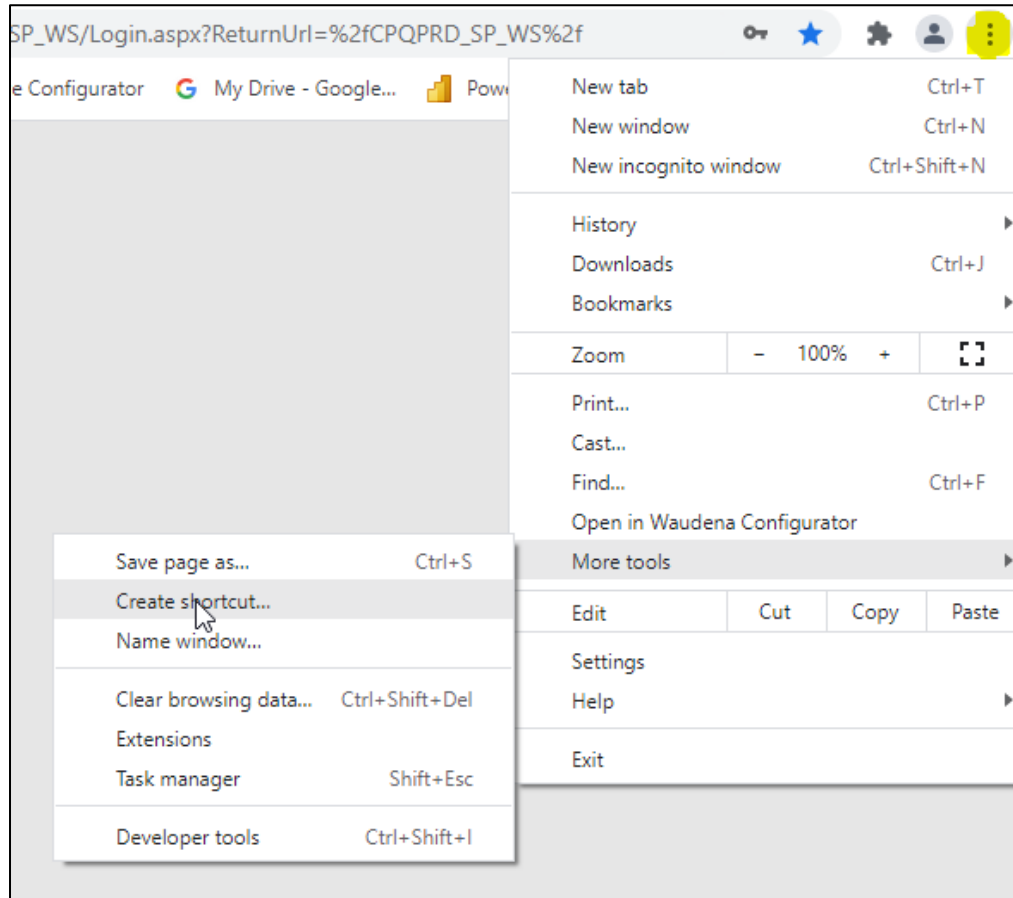 SP_WS/Login.aspx?ReturnUrl=%2fCPQPRD_SP_WS%2f
e Configurator My Drive - Google... Powe
New tab Ctrl+T
New window Ctrl+N
New incognito window Ctrl+Shift+N
History
Downloads Ctrl+J
Bookmarks
Zoom - 100% +
Print... Ctrl+P
Cast...
Find... Ctrl+F
Open in Waudena Configurator
More tools
Edit Cut Copy Paste
Settings
Help
Exit
Save page as... Ctrl+S
Create shortcut...
Name window...
Clear browsing data... Ctrl+Shift+Del
Extensions
Task manager Shift+Esc
Developer tools Ctrl+Shift+I